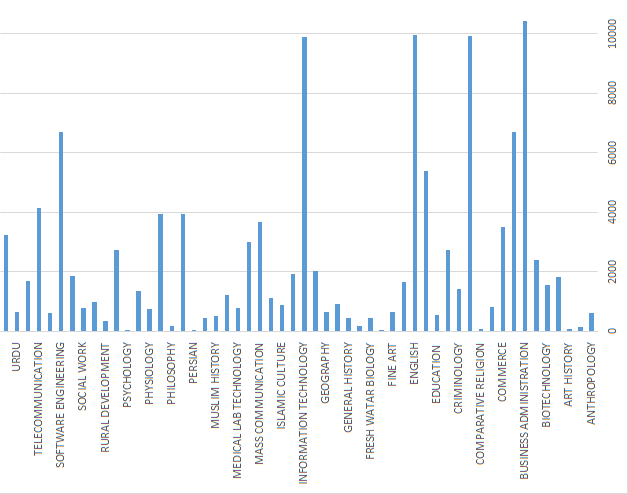 10000
8000
6000
4000
2000
0
URDU
TELECOMMUNICATION
SOFTWARE ENGINEERING
SOCIAL WORK
RURAL DEVELOPMENT
PSYCHOLOGY
PHYSIOLOGY
PHILOSOPHY
PERSIAN
MUSLIM HISTORY
MEDICAL LAB TECHNOLOGY
MASS COMMUNICATION
ISLAMIC CULTURE
INFORMATION TECHNOLOGY
GEOGRAPHY
GENERAL HISTORY
FRESH WATAR BIOLOGY
FINE ART
ENGLISH
EDUCATION
CRIMINOLOGY
COMPARATIVE RELIGION
COMMERCE
BUSINESS ADMINISTRATION
BIOTECHNOLOGY
ART HISTORY
ANTHROPOLOGY